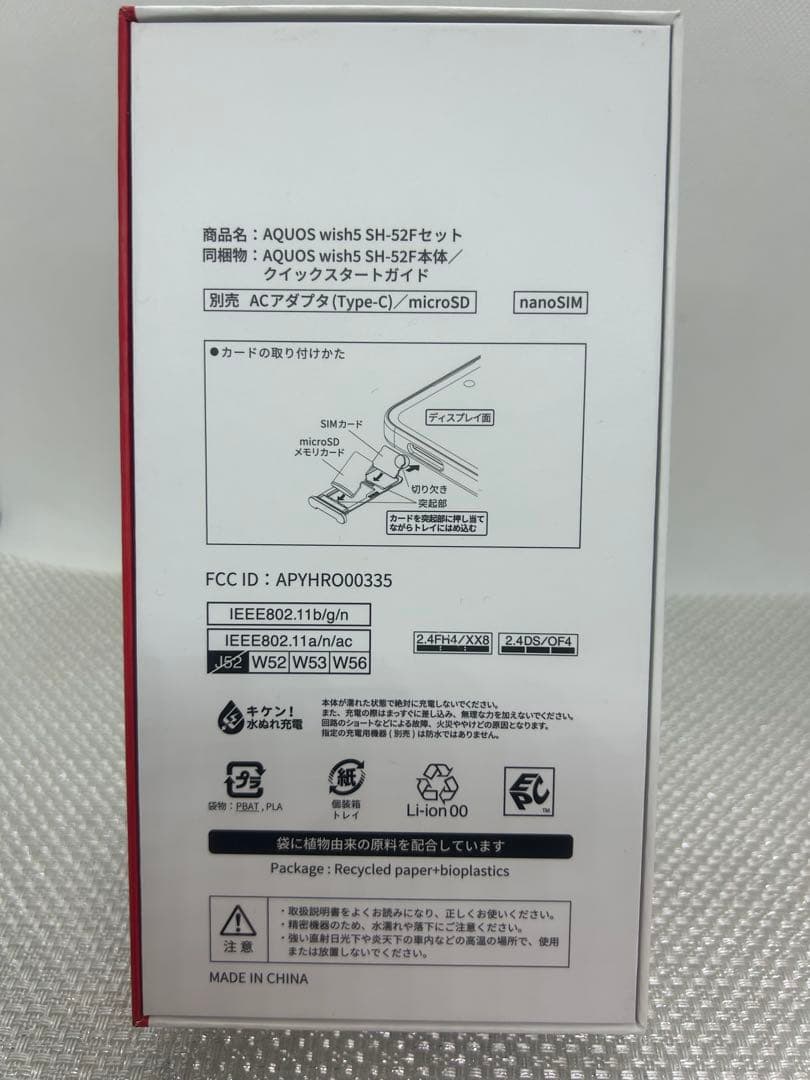 商品名：AQUOS wish5 SH-52Fセット
同梱物：AQUOS wish5 SH-52F本体／
クイックスタートガイド
別売 ACアダプタ(Type-C)／microSD
nanoSIM
●カードの取り付けかた
ディスプレイ面
SIMカード
microSD
メモリカード
切り欠き
突起部
カードを突起部に押し当て
ながらトレイにはめ込む
FCC ID：APYHRO00335
IEEE802.11b/g/n
IEEE802.11a/n/ac
J52 W52 W53 W56
2.4FH4/XX8
2.4DS/OF4
キケン！
水ぬれ充電
本体が濡れた状態で絶対に充電しないでください。
また、充電の際はまっすぐに差し込み、無理な力を加えないでください。
回路のショートなどによる故障、火災ややけどの原因となります。
指定の充電用機器(別売)は防水ではありません。
プラ
袋物：PBAT,PLA
紙
個装箱
トレイ
Li-ion 00
EPC
TM
袋に植物由来の原料を配合しています
Package : Recycled paper+bioplastics
注意
・取扱説明書をよくお読みになり、正しくお使いください。
・精密機器のため、水濡れや落下にご注意ください。
・強い直射日光下や炎天下の車内などの高温の場所で、使用
または放置しないでください。
MADE IN CHINA